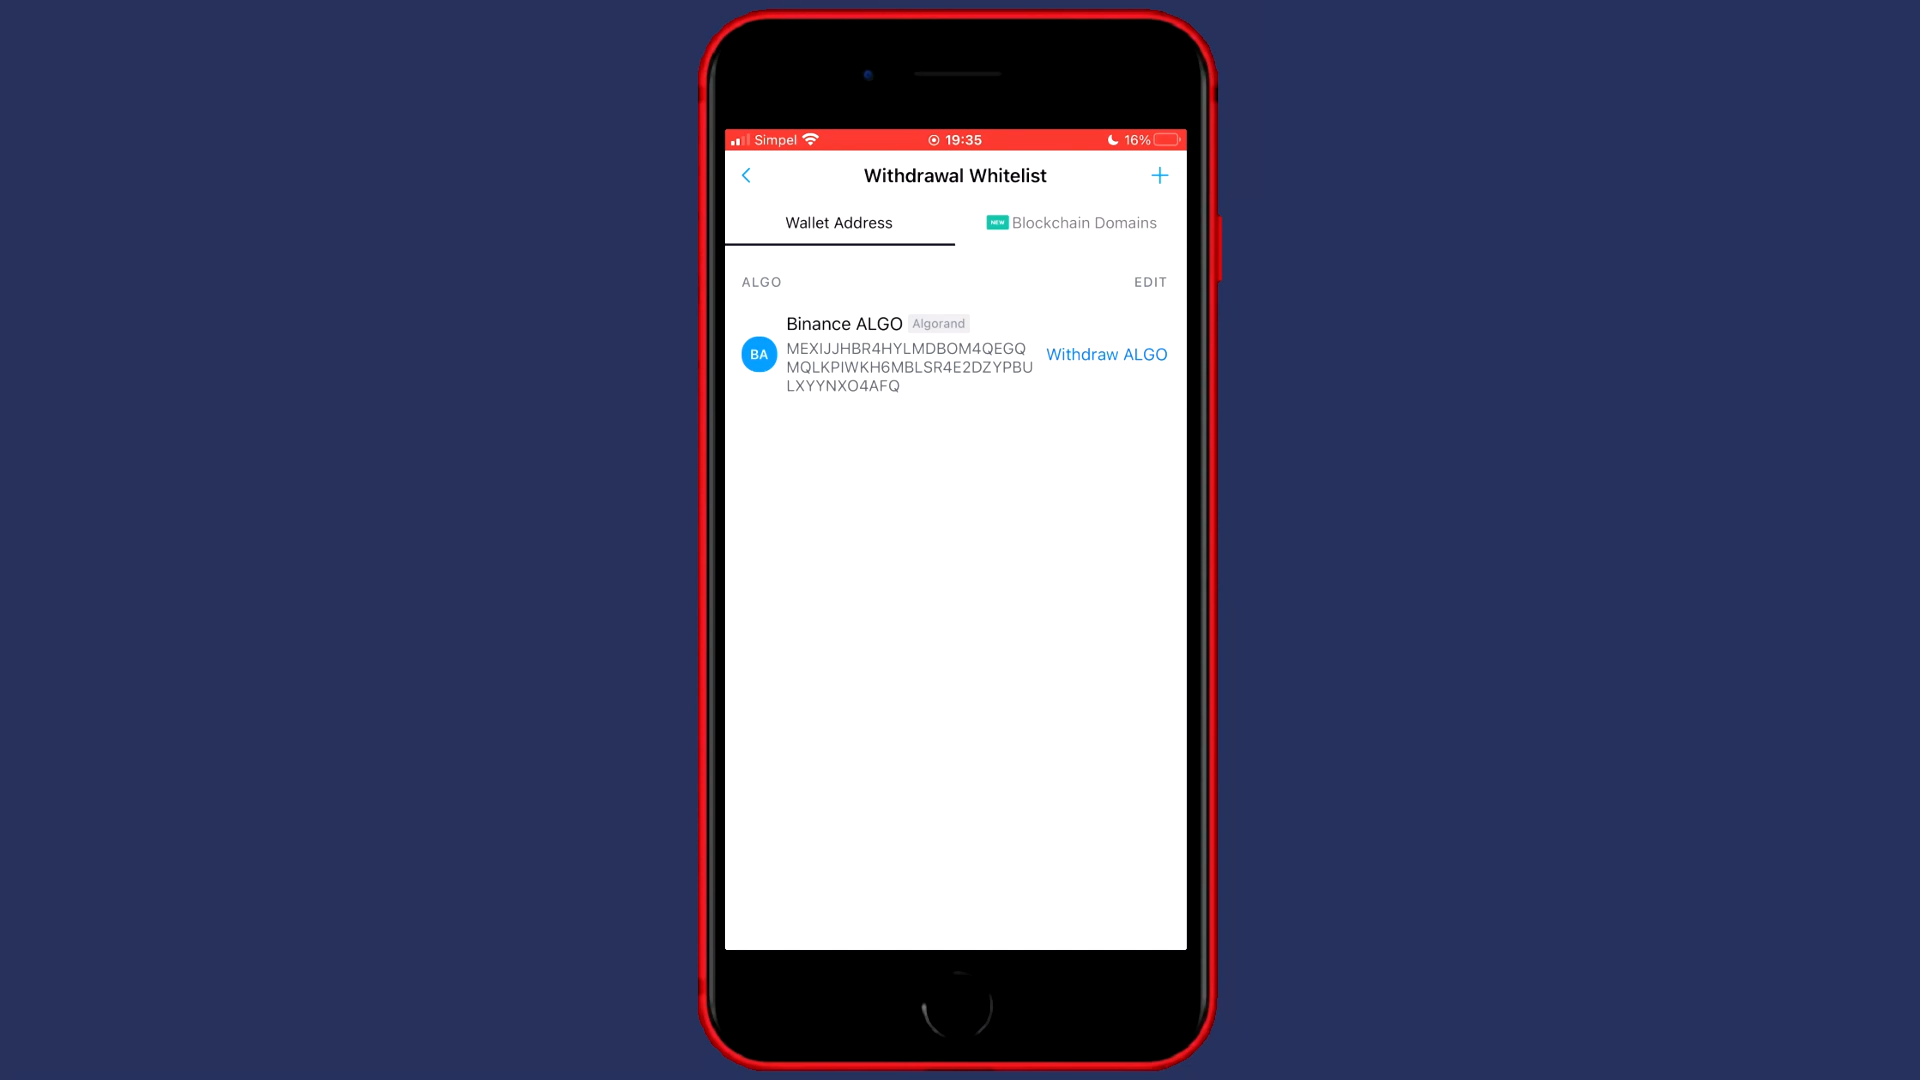 Simpel 19:35 16%
Withdrawal Whitelist
Wallet Address NEW Blockchain Domains
ALGO EDIT
Binance ALGO Algorand
BA MEXIJJHBR4HYLMDBOM4QEGQ Withdraw ALGO
MQLKPIWKH6MBLSR4E2DZYPBU
LXYYNXO4AFQ